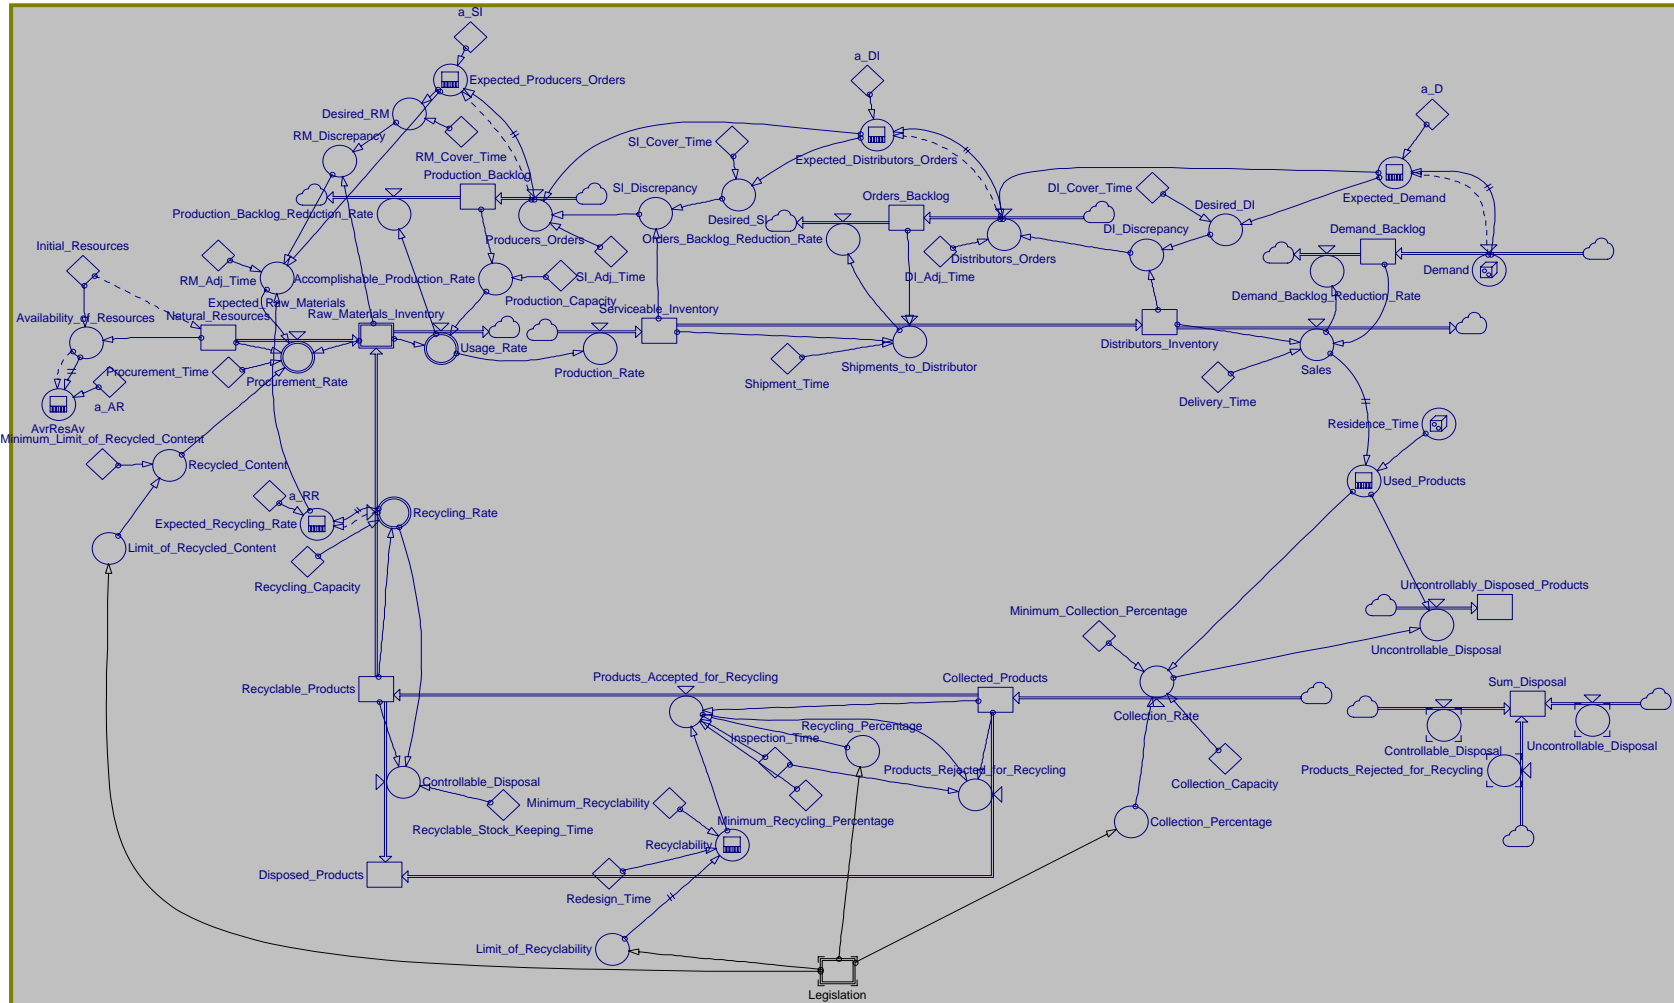 a_SI
Expected_Producers_Orders
a_DI
a_D
Desired_RM
RM_Discrepancy
SI_Cover_Time
RM_Cover_Time
Expected_Distributors_Orders
Production_Backlog
SI_Discrepancy
DI_Cover_Time
Expected_Demand
Orders_Backlog
Desired_DI
Production_Backlog_Reduction_Rate
Desired_SI
DI_Discrepancy
Demand_Backlog
Producers_Orders
Orders_Backlog_Reduction_Rate
Distributors_Orders
Initial_Resources
Demand
RM_Adj_Time
Accomplishable_Production_Rate
SI_Adj_Time
DI_Adj_Time
Production_Capacity
Demand_Backlog_Reduction_Rate
Expected_Raw_Materials
Availability_of_Resources
Natural_Resources
Raw_Materials_Inventory
Serviceable_Inventory
Distributors_Inventory
Usage_Rate
Procurement_Time
Procurement_Rate
Production_Rate
Shipment_Time
Shipments_to_Distributor
Sales
a_AR
Delivery_Time
AvrResAv
Minimum_Limit_of_Recycled_Content
Recycled_Content
Residence_Time
Used_Products
a_RR
Expected_Recycling_Rate
Recycling_Rate
Limit_of_Recycled_Content
Recycling_Capacity
Uncontrollably_Disposed_Products
Minimum_Collection_Percentage
Uncontrollable_Disposal
Products_Accepted_for_Recycling
Collected_Products
Recyclable_Products
Sum_Disposal
Collection_Rate
Recycling_Percentage
Inspection_Time
Controllable_Disposal
Uncontrollable_Disposal
Products_Rejected_for_Recycling
Products_Rejected_for_Recycling
Controllable_Disposal
Collection_Capacity
Minimum_Recyclability
Recyclable_Stock_Keeping_Time
Minimum_Recycling_Percentage
Collection_Percentage
Recyclability
Disposed_Products
Redesign_Time
Limit_of_Recyclability
Legislation